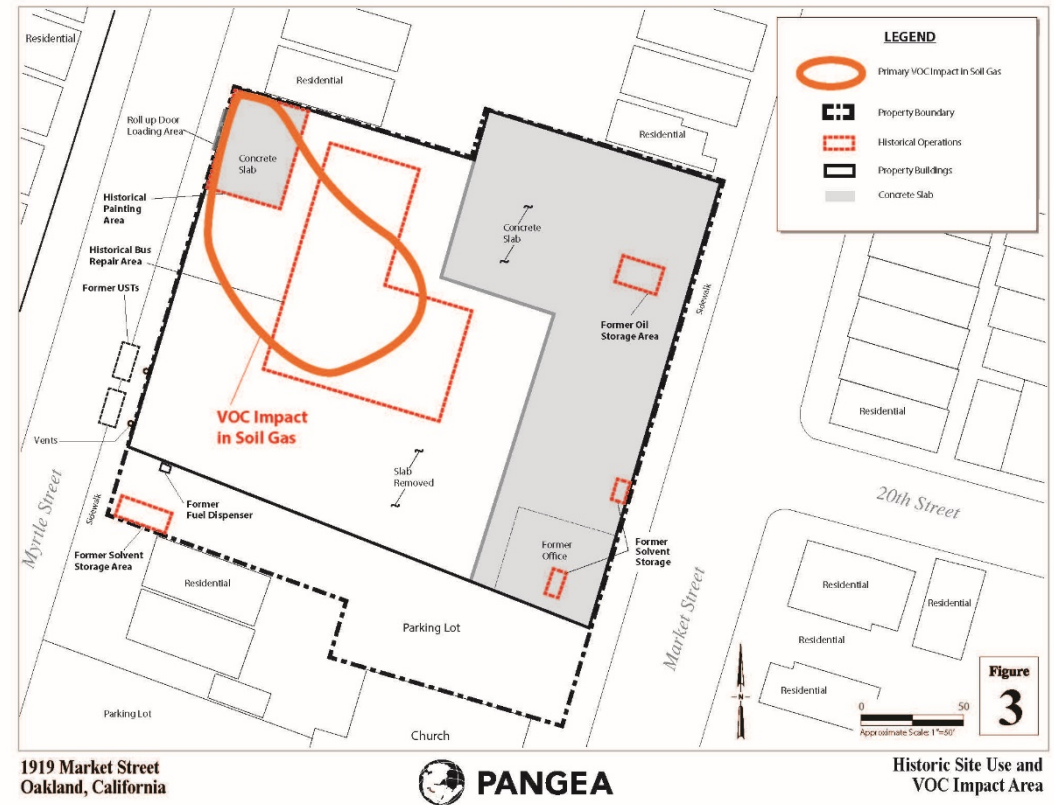 Residential
Residential
Residential
Roll up Door
Loading Area
Concrete
Slab
Historical
Painting
Area
Historical Bus
Repair Area
Former USTs
Concrete
Slab
Former Oil
Storage Area
Sidewalk
VOC Impact
in Soil Gas
Vents
Slab
Removed
Myrtle Street
Sidewalk
Former
Fuel Dispenser
Former Solvent
Storage Area
Former
Office
Former
Solvent
Storage
Residential
Parking Lot
Market Street
20th Street
Residential
Residential
Residential
Residential
Residential
Parking Lot
Church
LEGEND
Primary VOC Impact in Soil Gas
Property Boundary
Historical Operations
Property Buildings
Concrete Slab
N
0
50
Approximate Scale: 1"=50'
Figure
3
1919 Market Street
Oakland, California
PANGEA
Historic Site Use and
VOC Impact Area